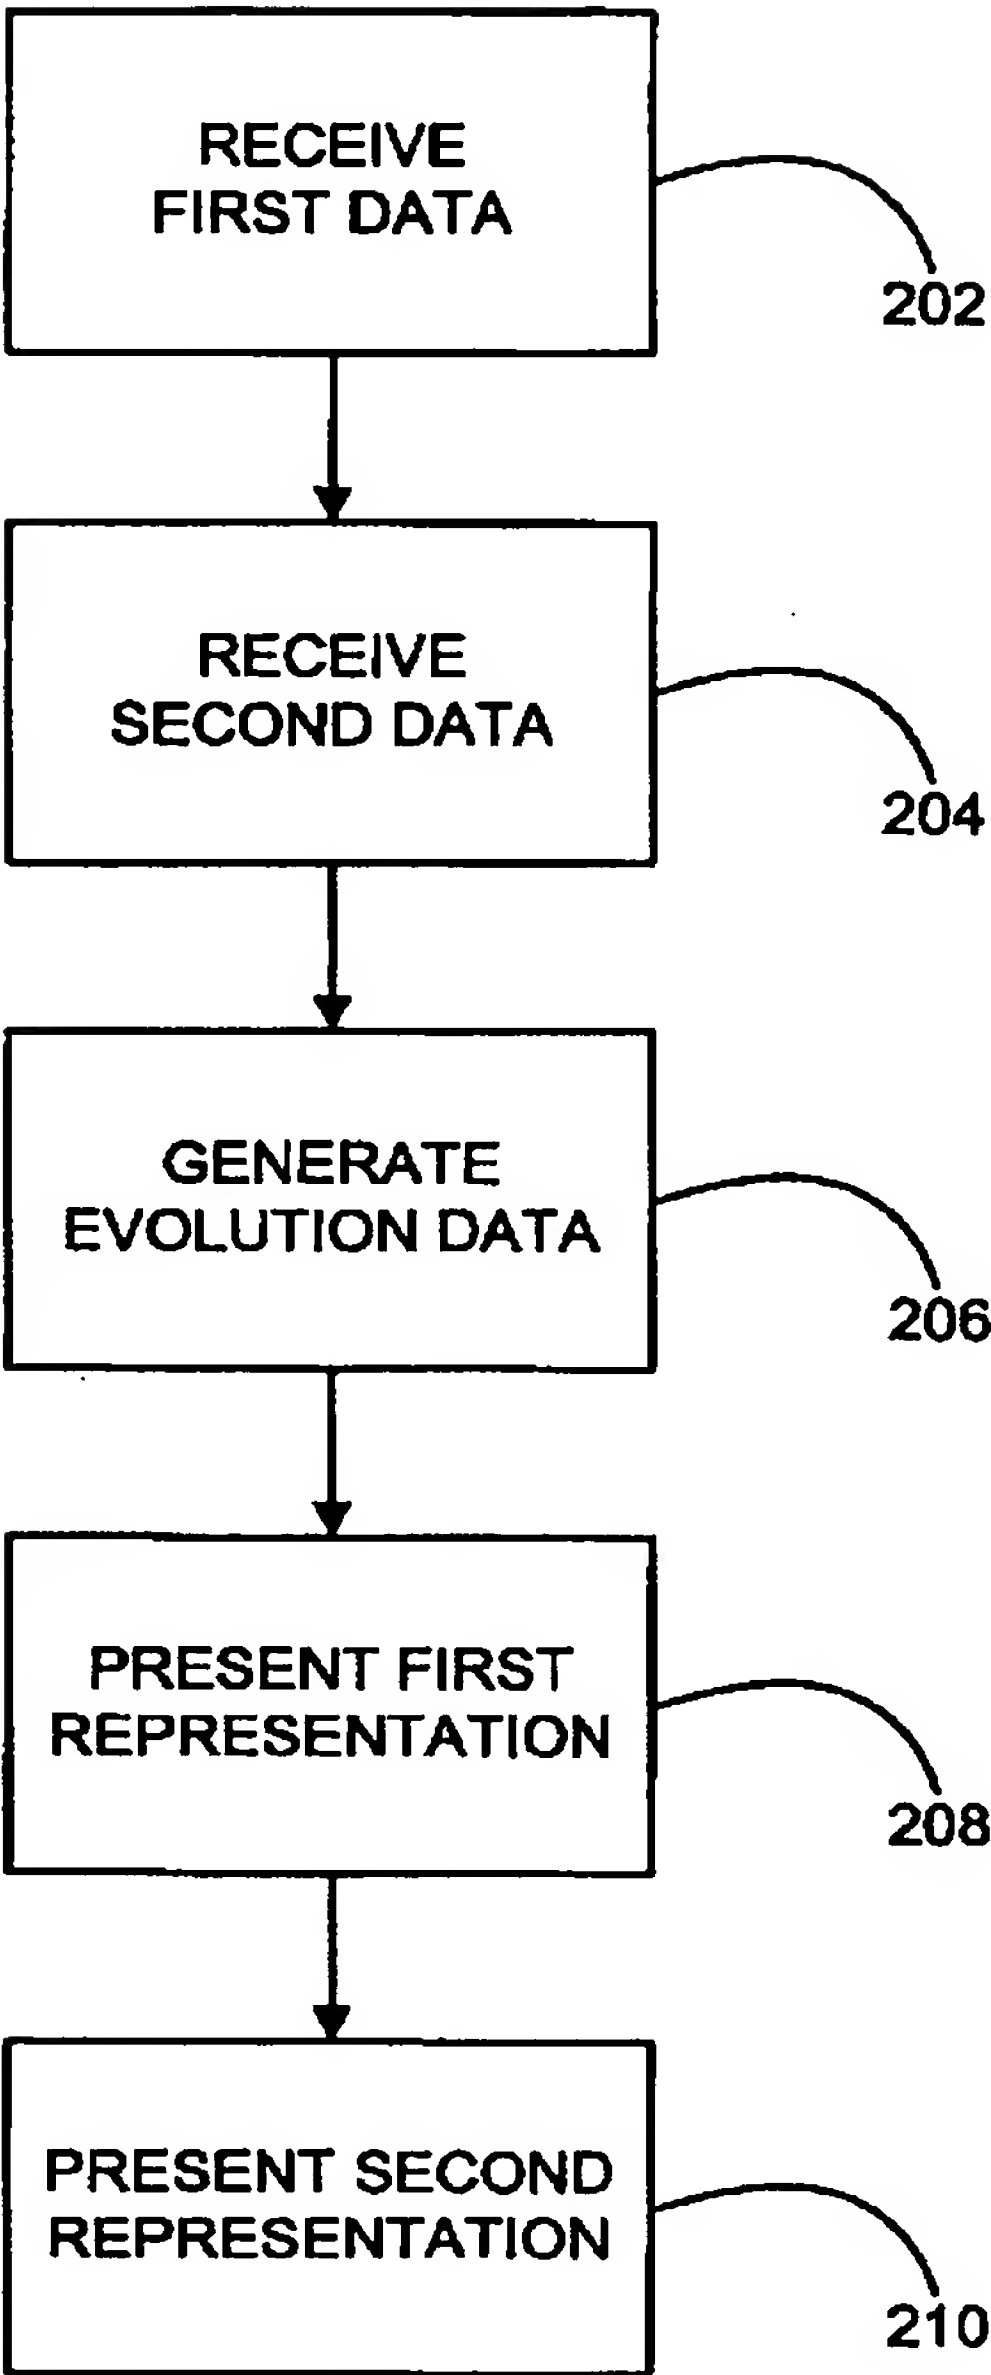 RECEIVE
FIRST DATA
202
RECEIVE
SECOND DATA
204
GENERATE
EVOLUTION DATA
206
PRESENT FIRST
REPRESENTATION
208
PRESENT SECOND
REPRESENTATION
210